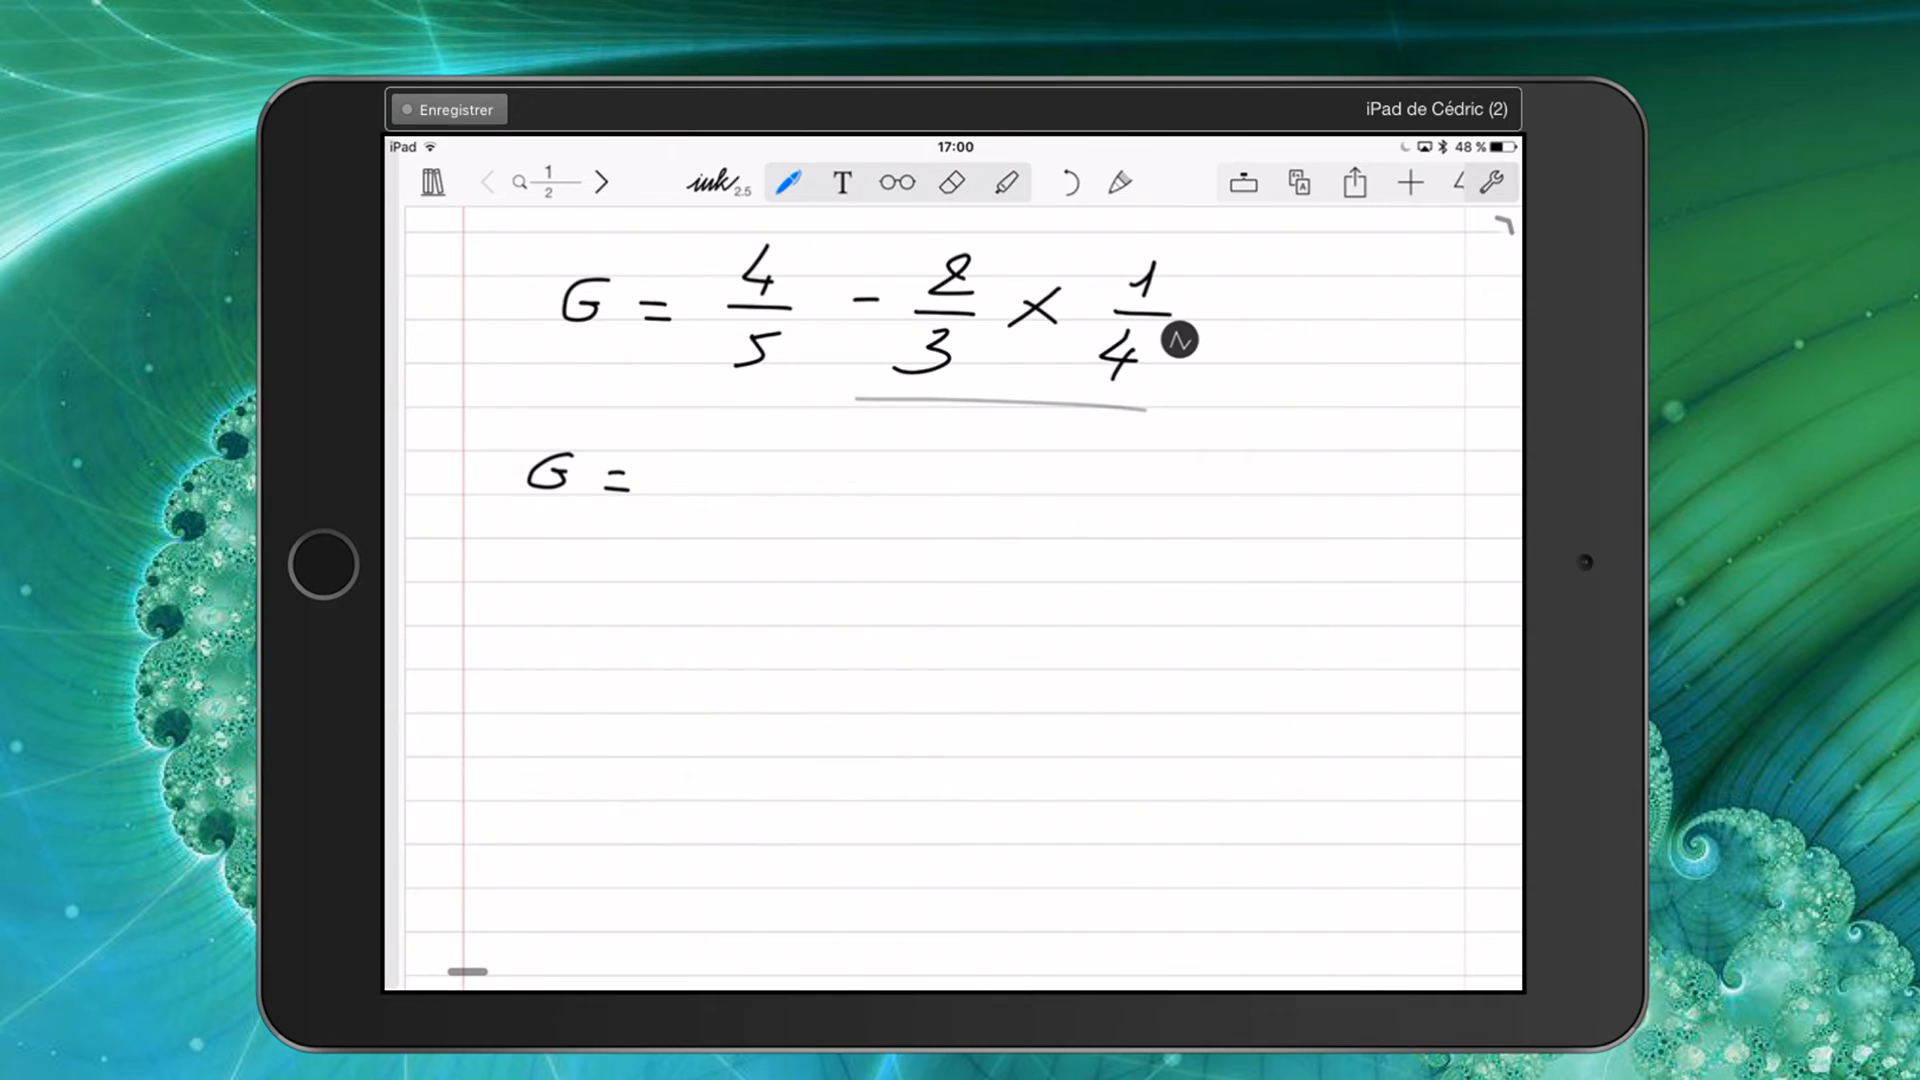 Enregistrer iPad de Cédric (2)
iPad 17:00 48 %
1/2 ink 2.5 T
G = 4/5 - 2/3 × 1/4
G =